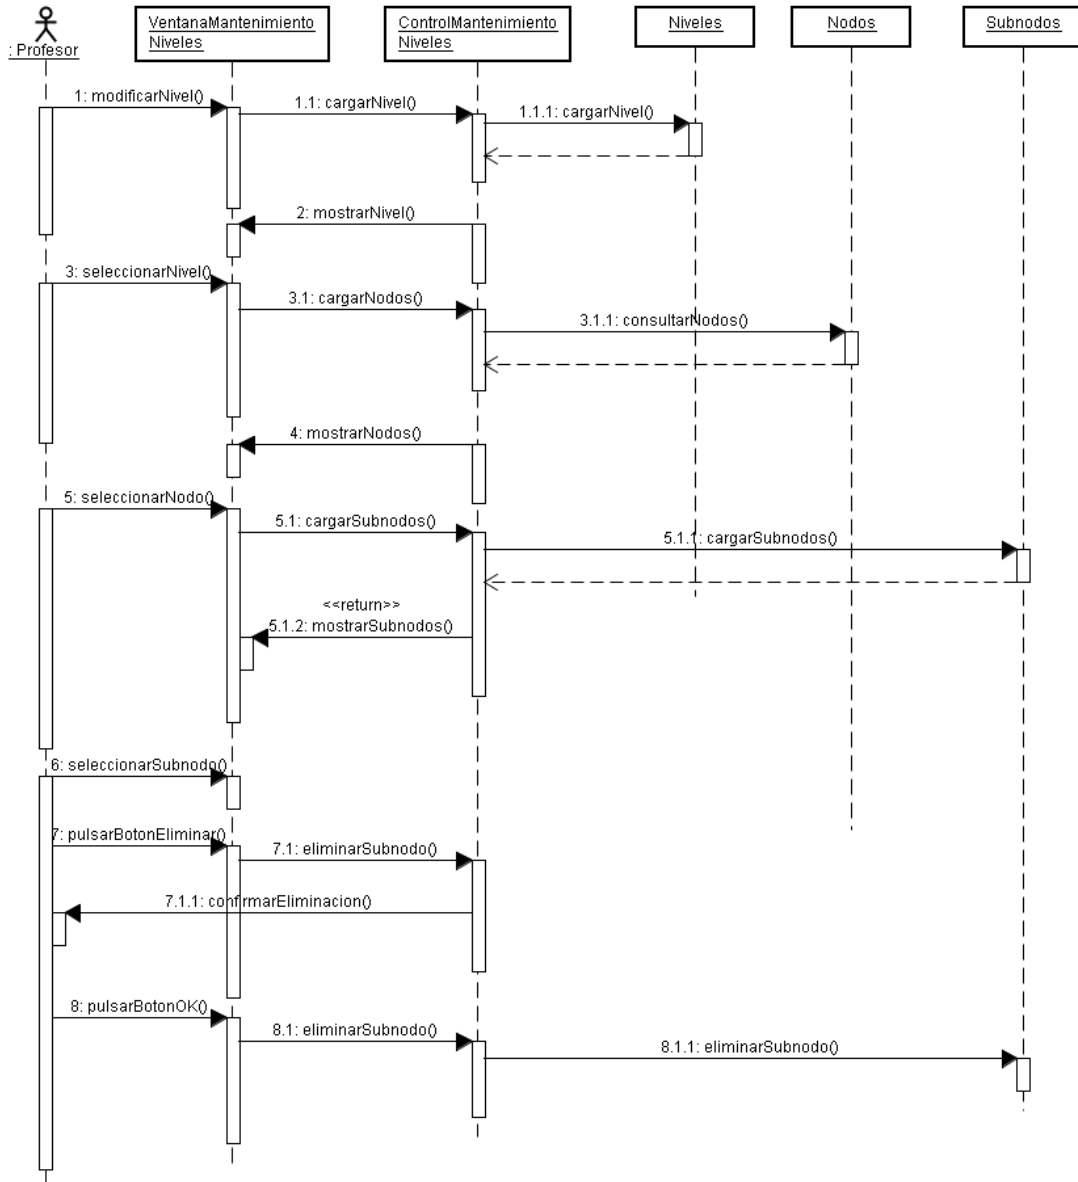 : Profesor
VentanaMantenimiento
Niveles
ControlMantenimiento
Niveles
Niveles
Nodos
Subnodos
1: modificarNivel()
1.1: cargarNivel()
1.1.1: cargarNivel()
2: mostrarNivel()
3: seleccionarNivel()
3.1: cargarNodos()
3.1.1: consultarNodos()
4: mostrarNodos()
5: seleccionarNodo()
5.1: cargarSubnodos()
5.1.1: cargarSubnodos()
<<return>>
5.1.2: mostrarSubnodos()
6: seleccionarSubnodo()
7: pulsarBotonEliminar()
7.1: eliminarSubnodo()
7.1.1: confirmarEliminacion()
8: pulsarBotonOK()
8.1: eliminarSubnodo()
8.1.1: eliminarSubnodo()